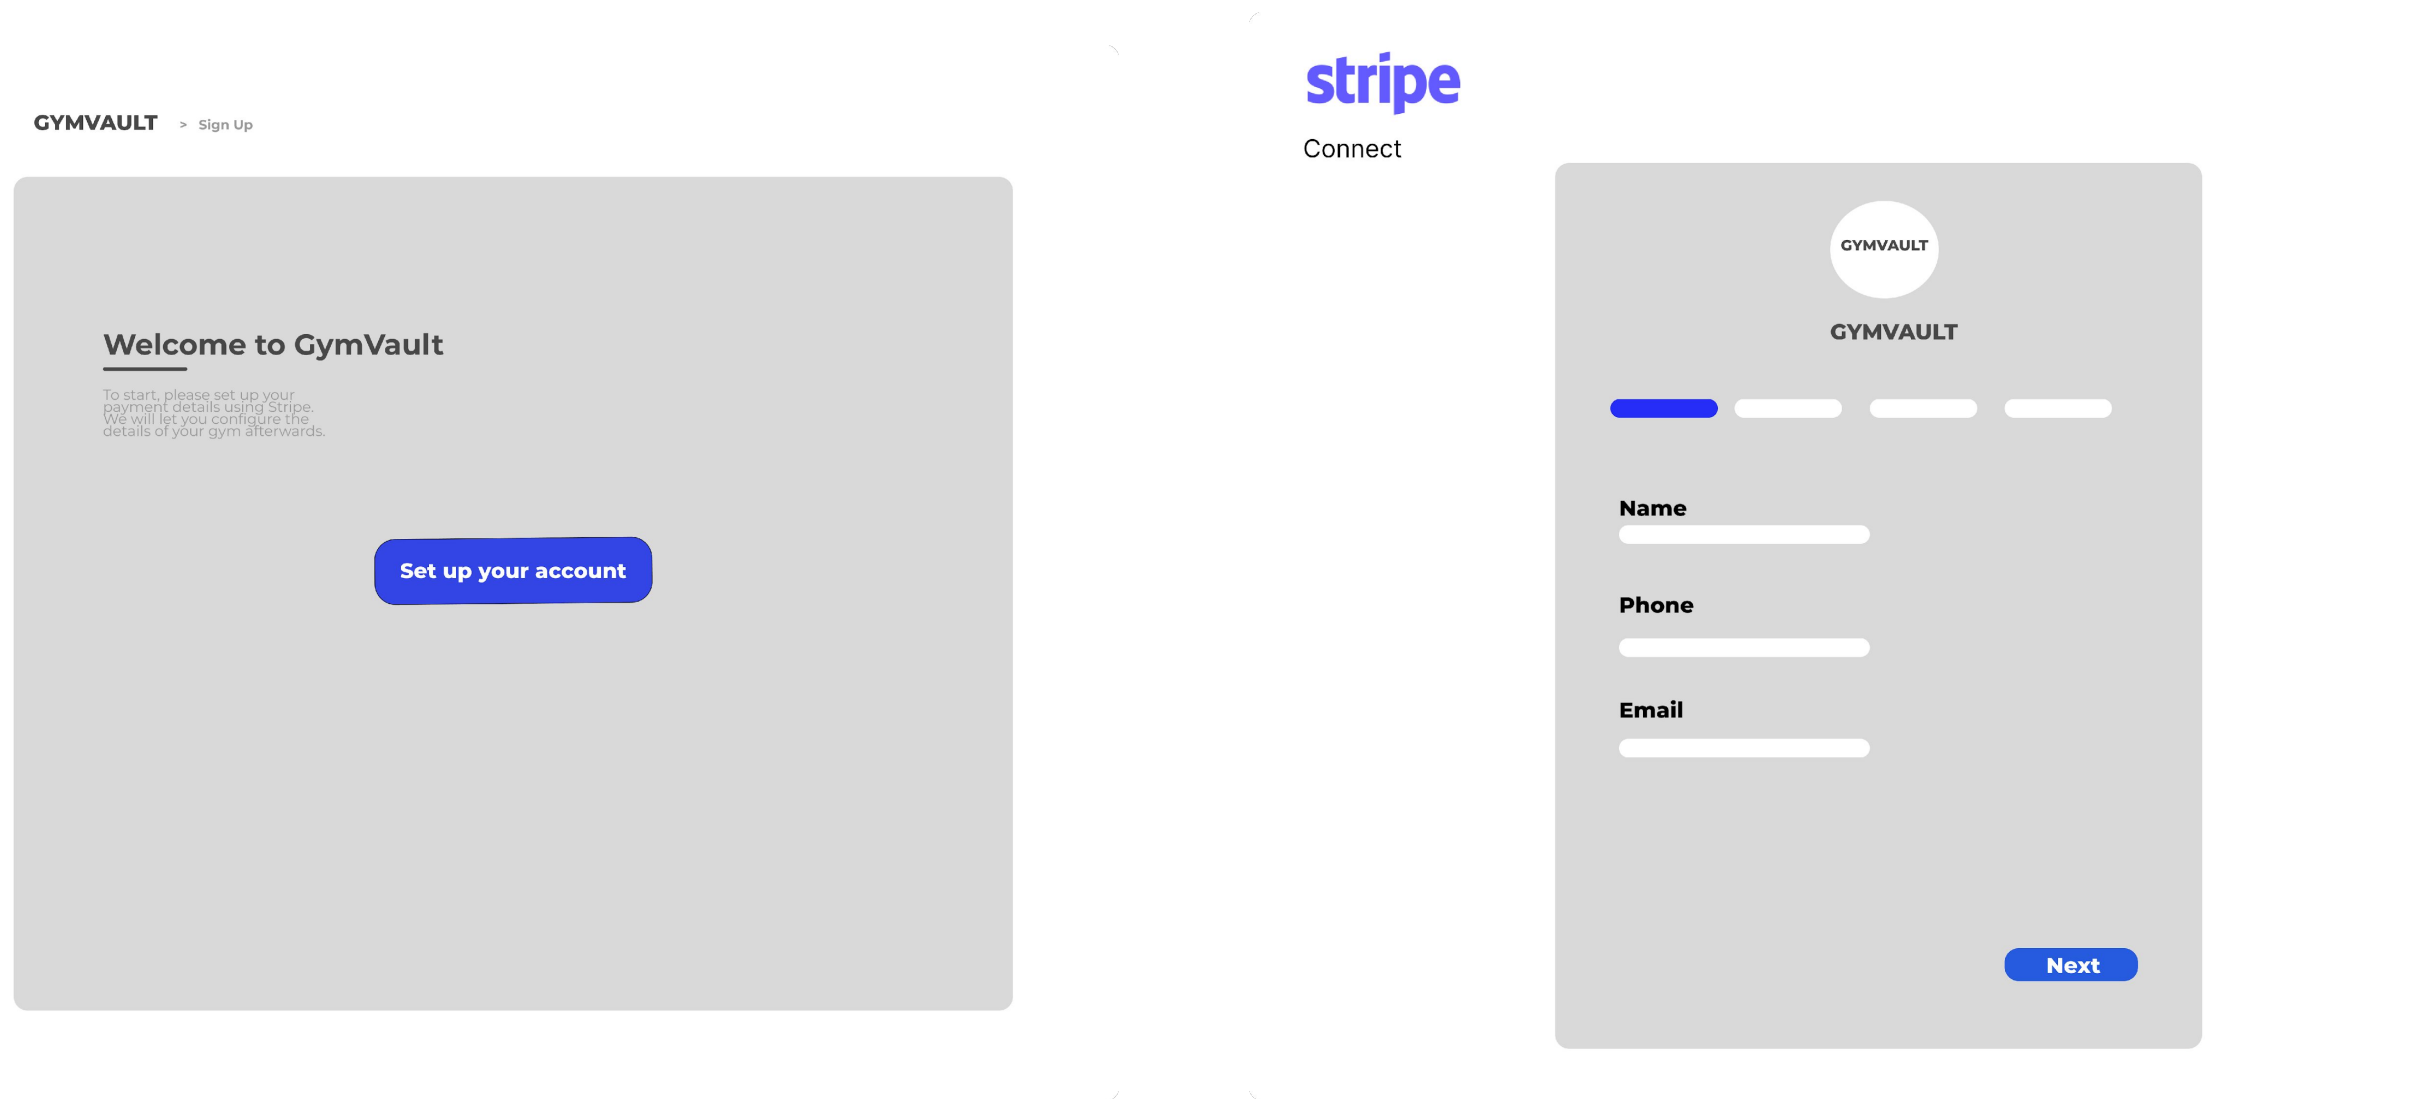 GYMVAULT > Sign Up
Welcome to GymVault
To start, please set up your
payment details using Stripe.
We will let you configure the
details of your gym afterwards.
Set up your account
stripe
Connect
GYMVAULT
GYMVAULT
Name
Phone
Email
Next